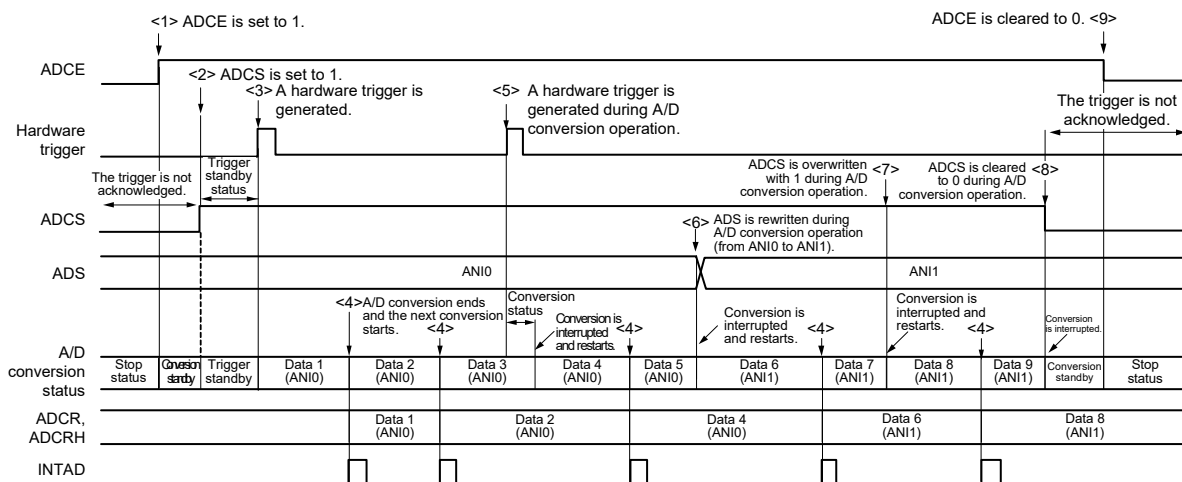 <1> ADCE is set to 1.
ADCE is cleared to 0. <9>
ADCE
<2> ADCS is set to 1.
<3> A hardware trigger is
generated.
<5> A hardware trigger is
generated during A/D
conversion operation.
The trigger is not
acknowledged.
Hardware
trigger
The trigger is not
acknowledged.
Trigger
standby
status
ADCS is overwritten
with 1 during A/D
conversion operation.
<7>
ADCS is cleared
to 0 during A/D
conversion operation.
<8>
ADCS
<6> ADS is rewritten during
A/D conversion operation
(from ANI0 to ANI1).
ADS
ANI0
ANI1
<4> A/D conversion ends
and the next conversion
starts.
<4>
Conversion
status
Conversion is
interrupted
and restarts.
<4>
Conversion is
interrupted
and restarts.
<4>
Conversion is
interrupted and
restarts.
<4>
Conversion
is interrupted.
A/D
conversion
status
Stop
status
Conversion
standby
Trigger
standby
Data 1
(ANI0)
Data 2
(ANI0)
Data 3
(ANI0)
Data 4
(ANI0)
Data 5
(ANI0)
Data 6
(ANI1)
Data 7
(ANI1)
Data 8
(ANI1)
Data 9
(ANI1)
Conversion
standby
Stop
status
ADCR,
ADCRH
Data 1
(ANI0)
Data 2
(ANI0)
Data 4
(ANI0)
Data 6
(ANI1)
Data 8
(ANI1)
INTAD